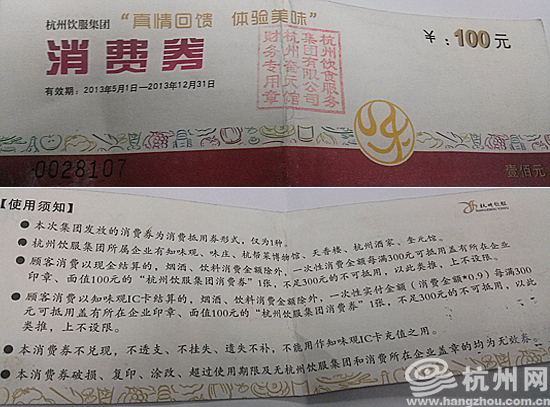 杭州饮服集团 “真情回馈 体验美味”
消费券
有效期：2013年5月1日—2013年12月31日
杭州饮食服务
集团有限公司
杭州奎元馆
财务专用章
¥：100元
0028107
壹佰元
【使用须知】
杭州饮服
● 本次集团发放的消费券为消费抵用券形式，仅为1种。
● 杭州饮服集团所属企业有知味观、味庄、杭帮菜博物馆、天香楼、杭州酒家、奎元馆。
● 顾客消费以现金结算的，烟酒、饮料消费金额除外，一次性消费金额每满300元可抵用盖有所在企业
印章、面值100元的“杭州饮服集团消费券”1张，不足300元的不可抵用，以此类推，上不设限。
● 顾客消费以知味观IC卡结算的，烟酒、饮料消费金额除外，一次性实付金额（消费金额*0.9）每满300
元可抵用盖有所在企业印章、面值100元的“杭州饮服集团消费券”1张，不足300元的不可抵用，以此
类推，上不设限。
● 本消费券不兑现，不透支、不挂失、遗失不补，不能用作知味观IC卡充值之用。
● 本消费券破损、复印、涂改、超过使用期限及无杭州饮服集团和消费所在企业盖章的均为无效券。
杭州网
www.hangzhou.com.cn